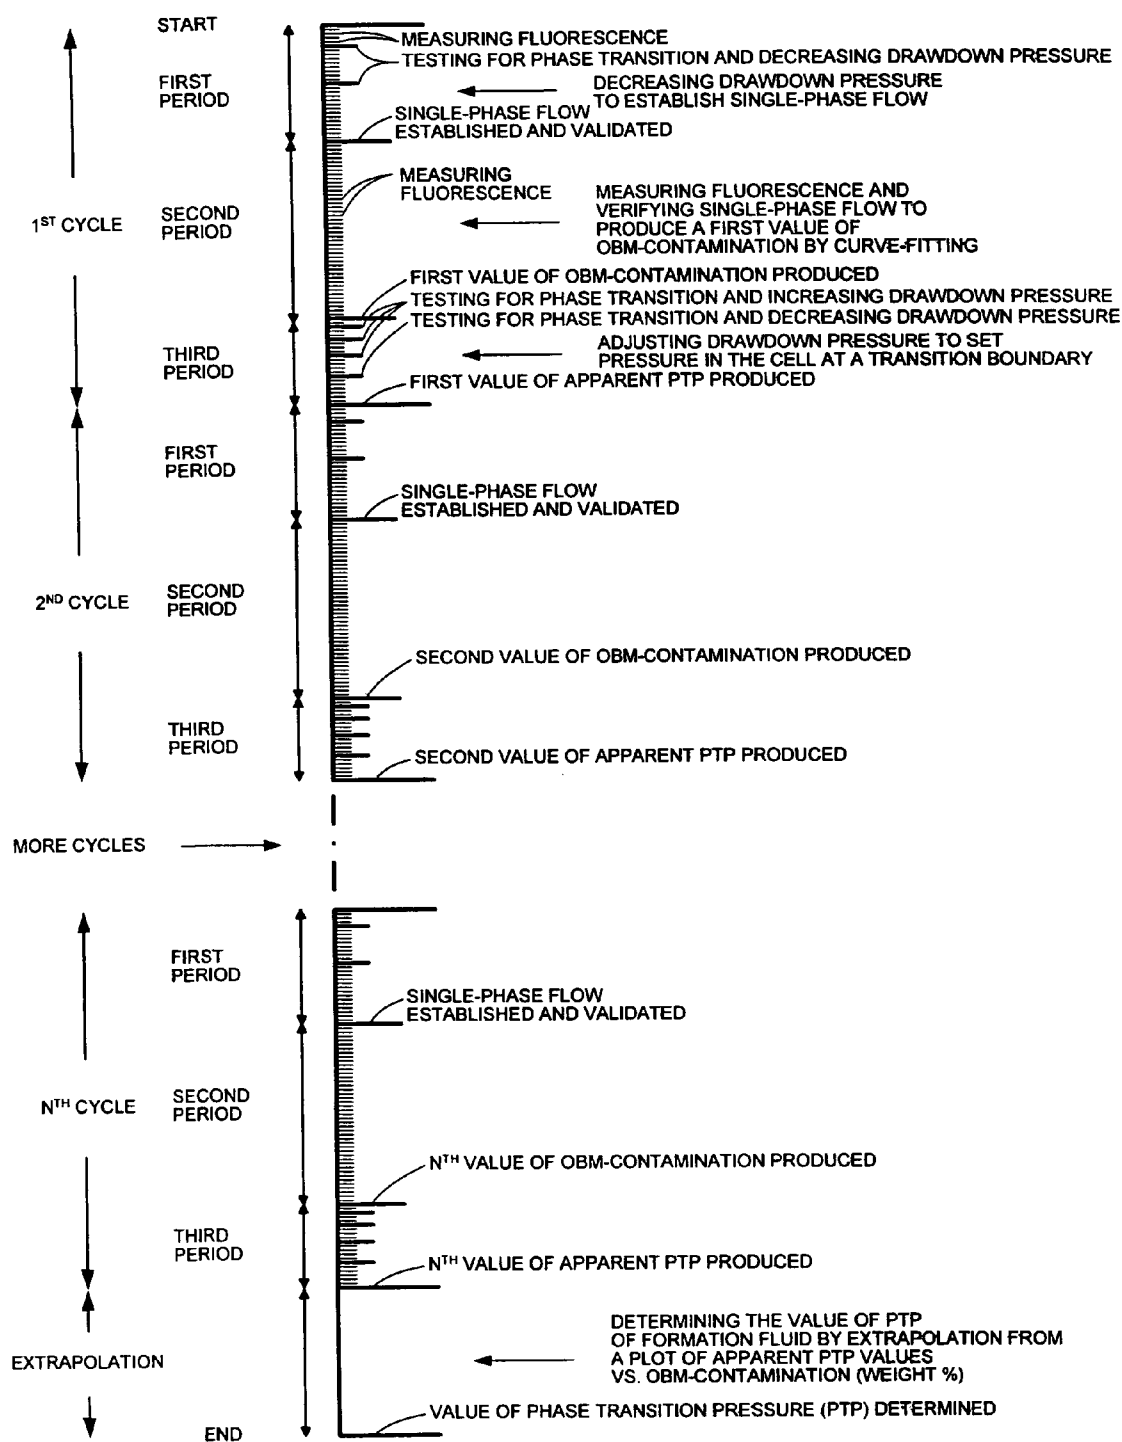 START
MEASURING FLUORESCENCE
TESTING FOR PHASE TRANSITION AND DECREASING DRAWDOWN PRESSURE
FIRST
PERIOD
DECREASING DRAWDOWN PRESSURE
TO ESTABLISH SINGLE-PHASE FLOW
SINGLE-PHASE FLOW
ESTABLISHED AND VALIDATED
MEASURING
FLUORESCENCE
1ST CYCLE
SECOND
PERIOD
MEASURING FLUORESCENCE AND
VERIFYING SINGLE-PHASE FLOW TO
PRODUCE A FIRST VALUE OF
OBM-CONTAMINATION BY CURVE-FITTING
FIRST VALUE OF OBM-CONTAMINATION PRODUCED
TESTING FOR PHASE TRANSITION AND INCREASING DRAWDOWN PRESSURE
TESTING FOR PHASE TRANSITION AND DECREASING DRAWDOWN PRESSURE
THIRD
PERIOD
ADJUSTING DRAWDOWN PRESSURE TO SET
PRESSURE IN THE CELL AT A TRANSITION BOUNDARY
FIRST VALUE OF APPARENT PTP PRODUCED
FIRST
PERIOD
SINGLE-PHASE FLOW
ESTABLISHED AND VALIDATED
2ND CYCLE
SECOND
PERIOD
SECOND VALUE OF OBM-CONTAMINATION PRODUCED
THIRD
PERIOD
SECOND VALUE OF APPARENT PTP PRODUCED
MORE CYCLES
FIRST
PERIOD
SINGLE-PHASE FLOW
ESTABLISHED AND VALIDATED
NTH CYCLE
SECOND
PERIOD
NTH VALUE OF OBM-CONTAMINATION PRODUCED
THIRD
PERIOD
NTH VALUE OF APPARENT PTP PRODUCED
EXTRAPOLATION
DETERMINING THE VALUE OF PTP
OF FORMATION FLUID BY EXTRAPOLATION FROM
A PLOT OF APPARENT PTP VALUES
VS. OBM-CONTAMINATION (WEIGHT %)
VALUE OF PHASE TRANSITION PRESSURE (PTP) DETERMINED
END